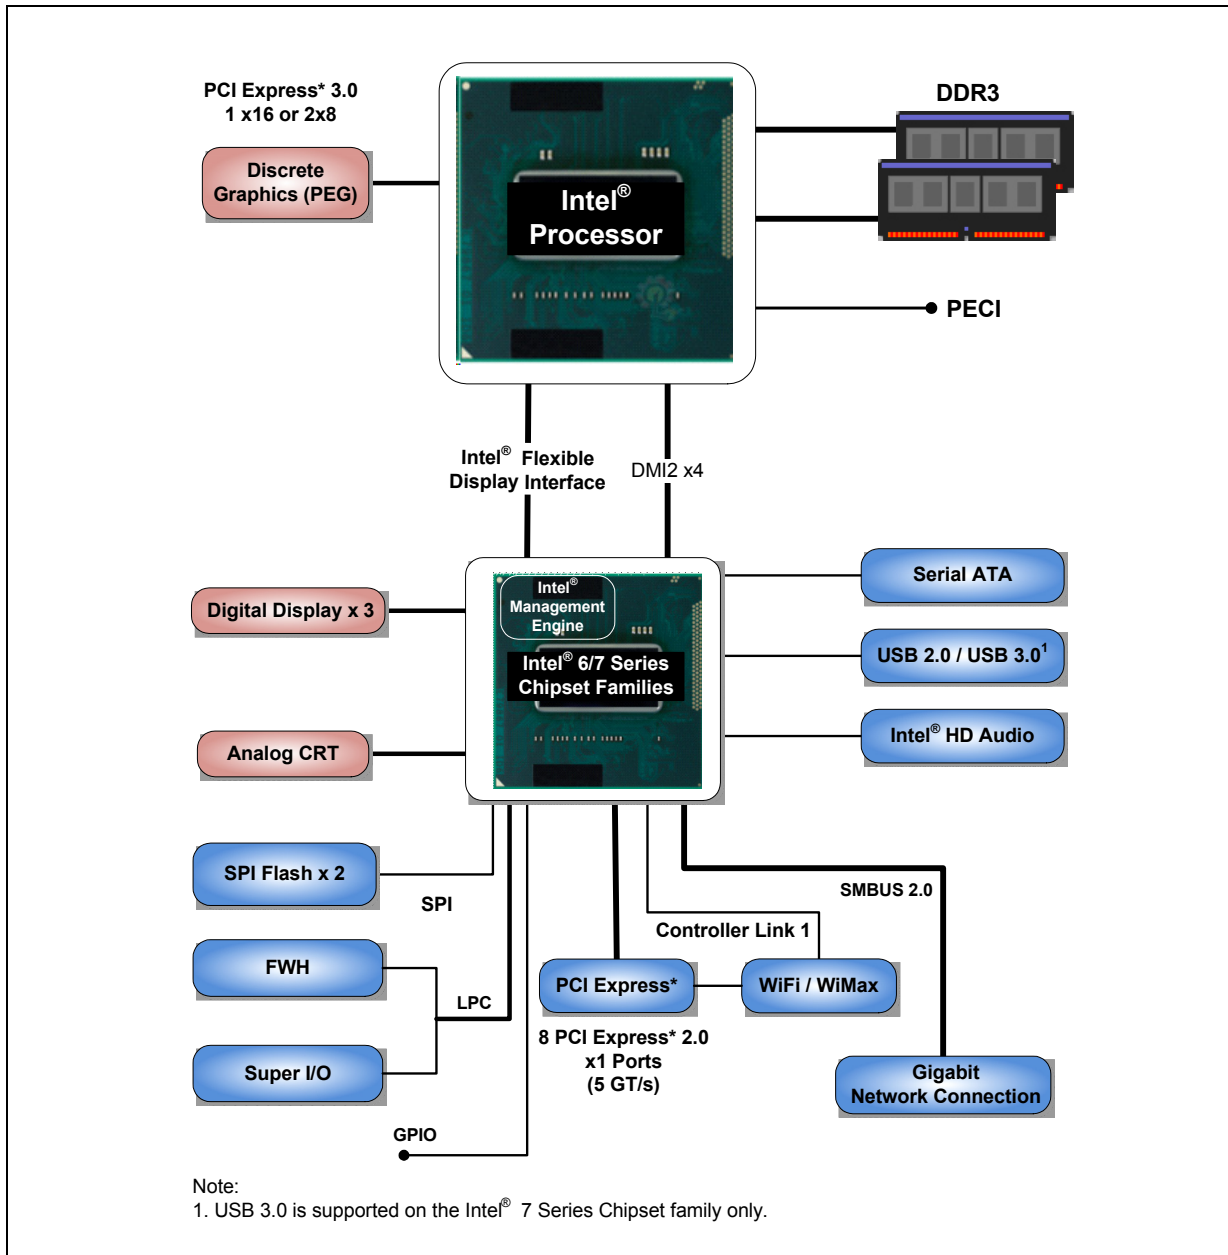 PCI Express* 3.0
1 x16 or 2x8
DDR3
Discrete
Graphics (PEG)
Intel®
Processor
PECI
Intel® Flexible
Display Interface
DMI2 x4
Intel®
Management
Engine
Serial ATA
Digital Display x 3
Intel® 6/7 Series
Chipset Families
USB 2.0 / USB 3.0¹
Intel® HD Audio
Analog CRT
SPI Flash x 2
SPI
SMBUS 2.0
Controller Link 1
FWH
PCI Express*
WiFi / WiMax
LPC
8 PCI Express* 2.0
x1 Ports
(5 GT/s)
Super I/O
Gigabit
Network Connection
GPIO
Note:
1. USB 3.0 is supported on the Intel® 7 Series Chipset family only.